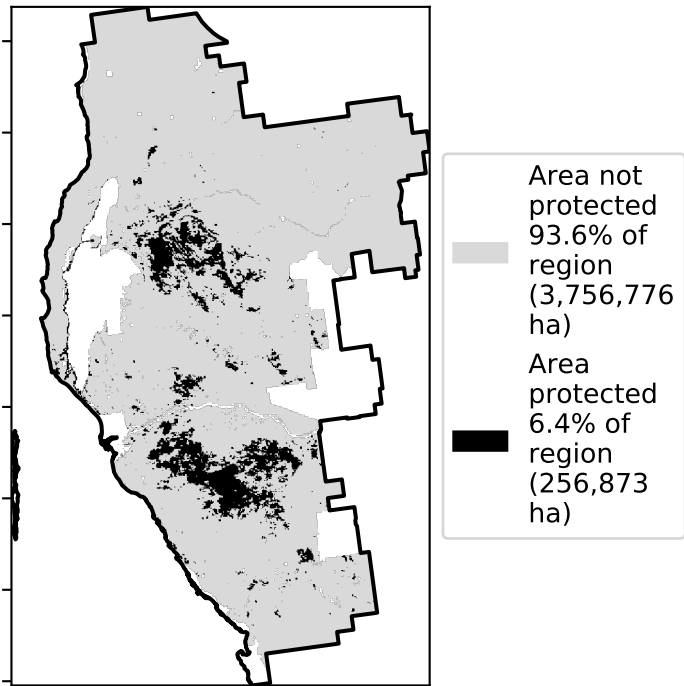 Area not
protected
93.6% of
region
(3,756,776
ha)
Area
protected
6.4% of
region
(256,873
ha)